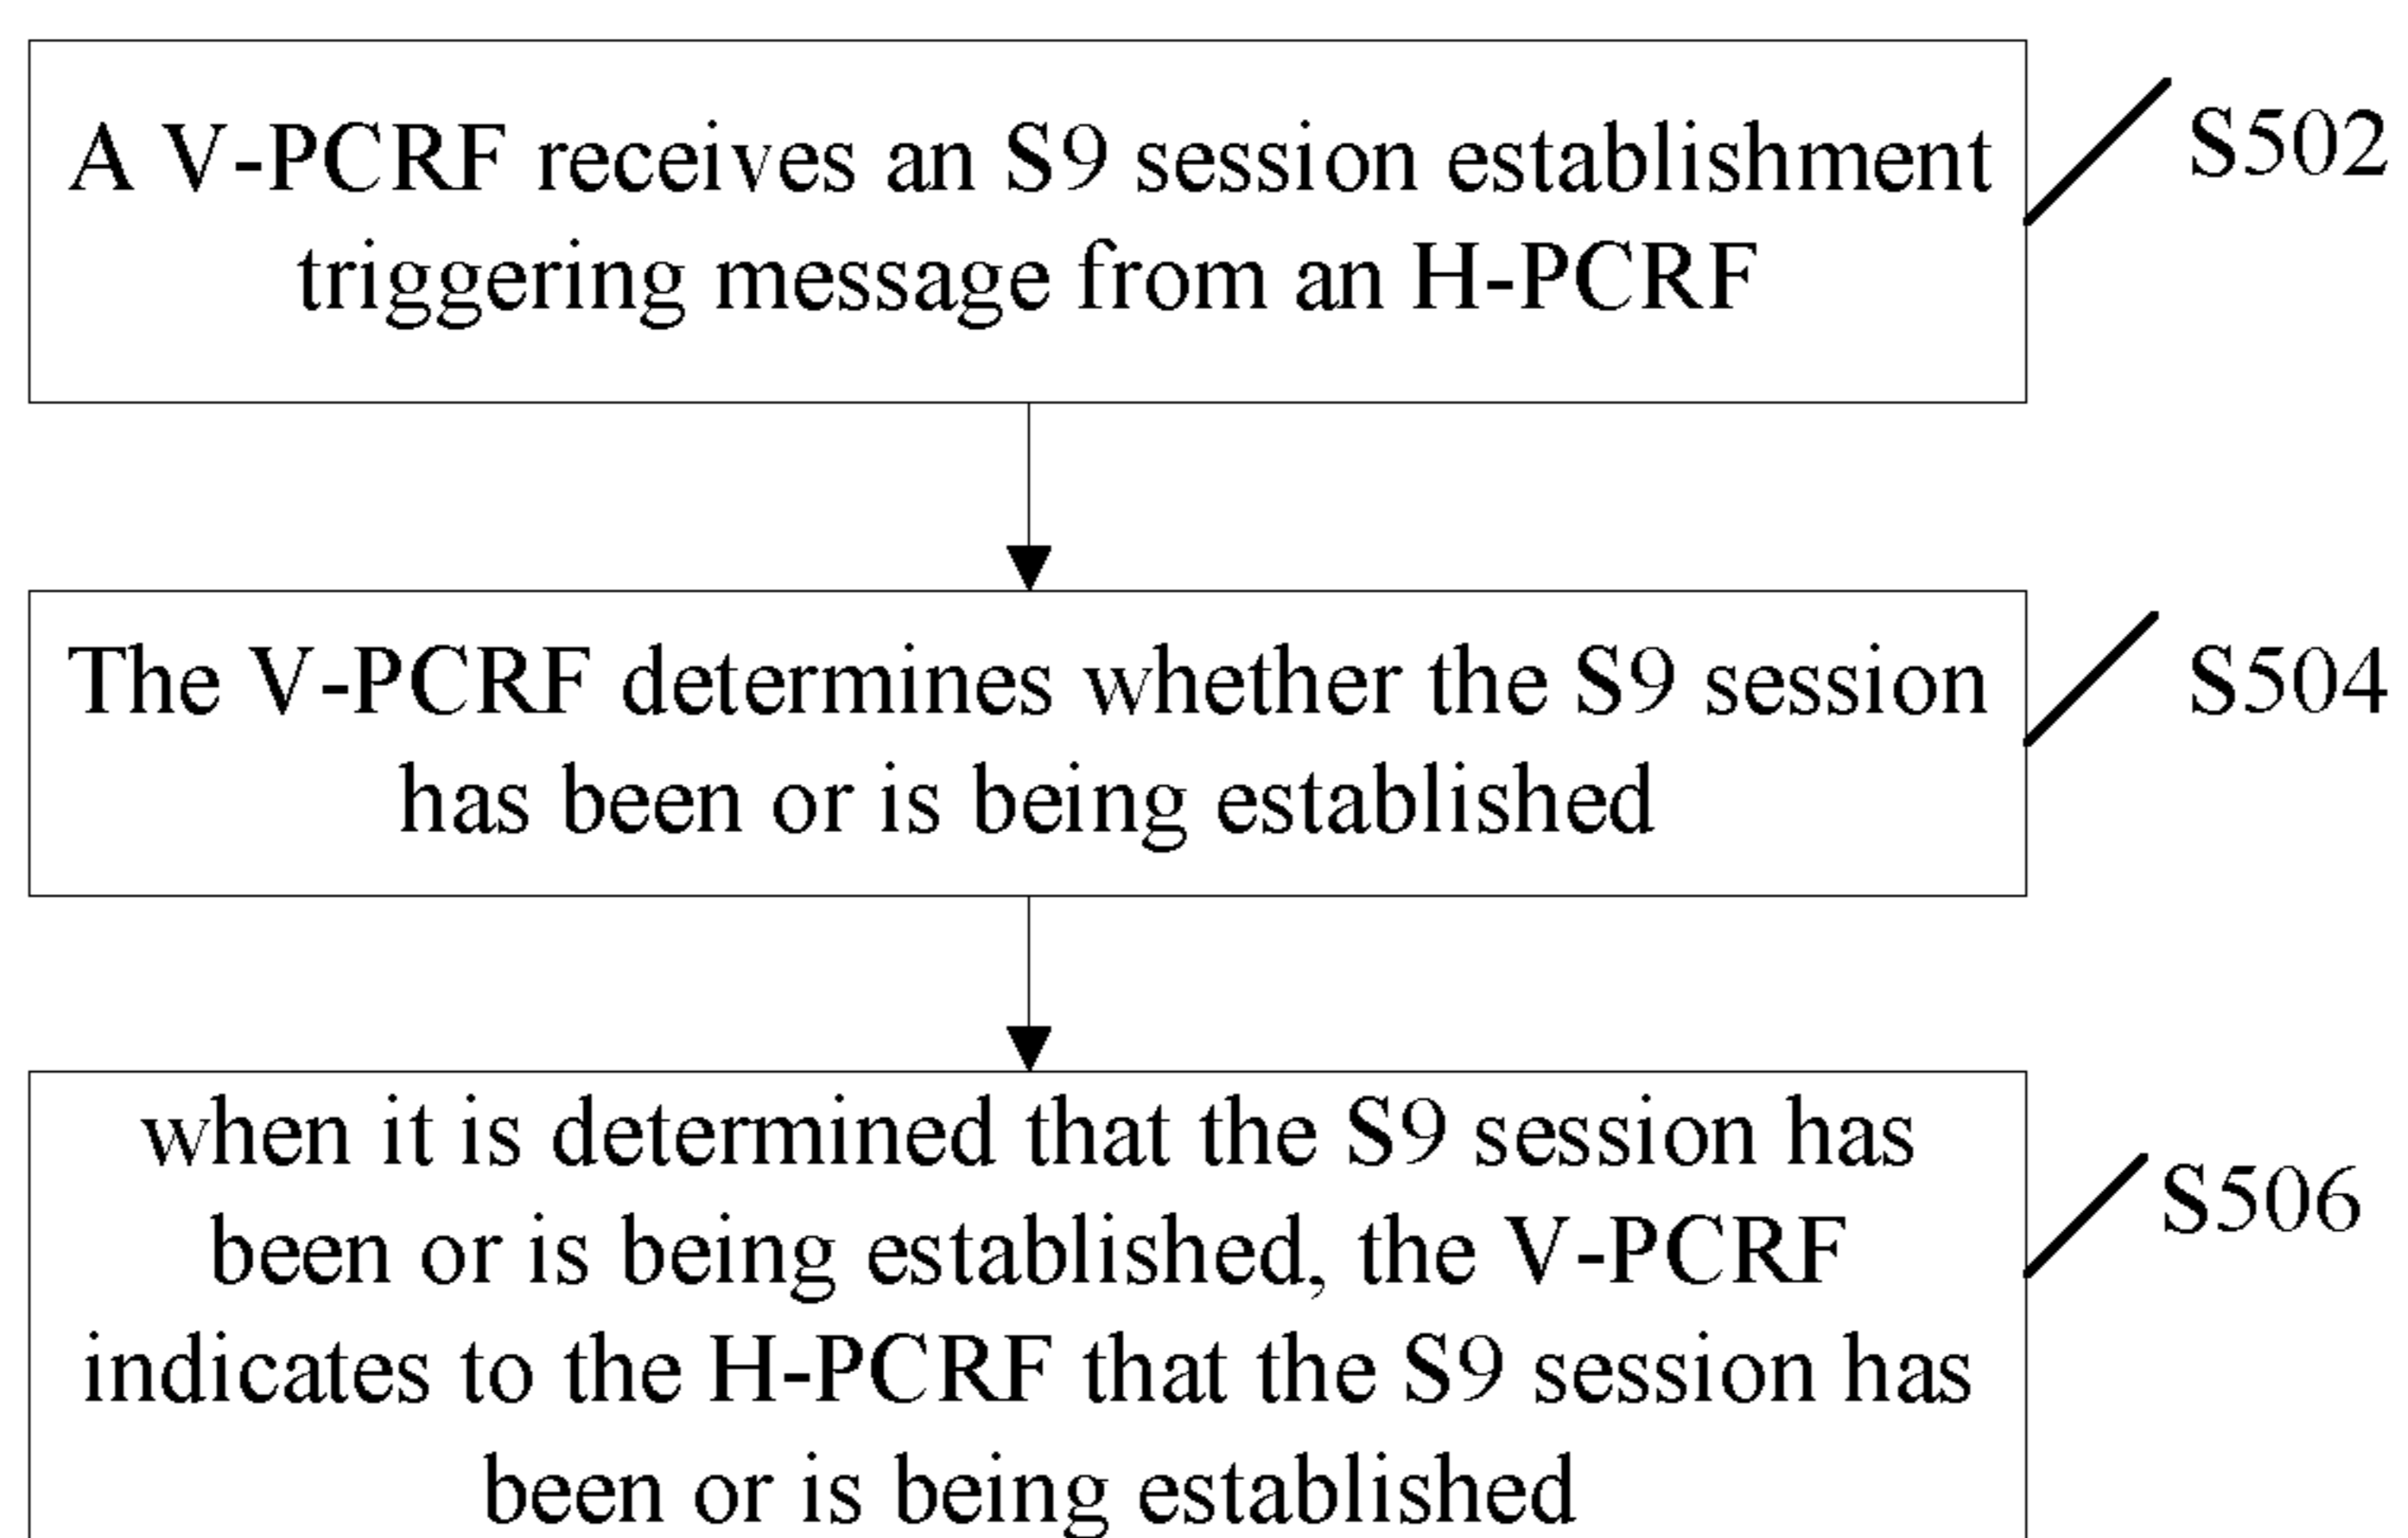 A V-PCRF receives an S9 session establishment
triggering message from an H-PCRF
S502
The V-PCRF determines whether the S9 session
has been or is being established
S504
when it is determined that the S9 session has
been or is being established, the V-PCRF
indicates to the H-PCRF that the S9 session has
been or is being established
S506